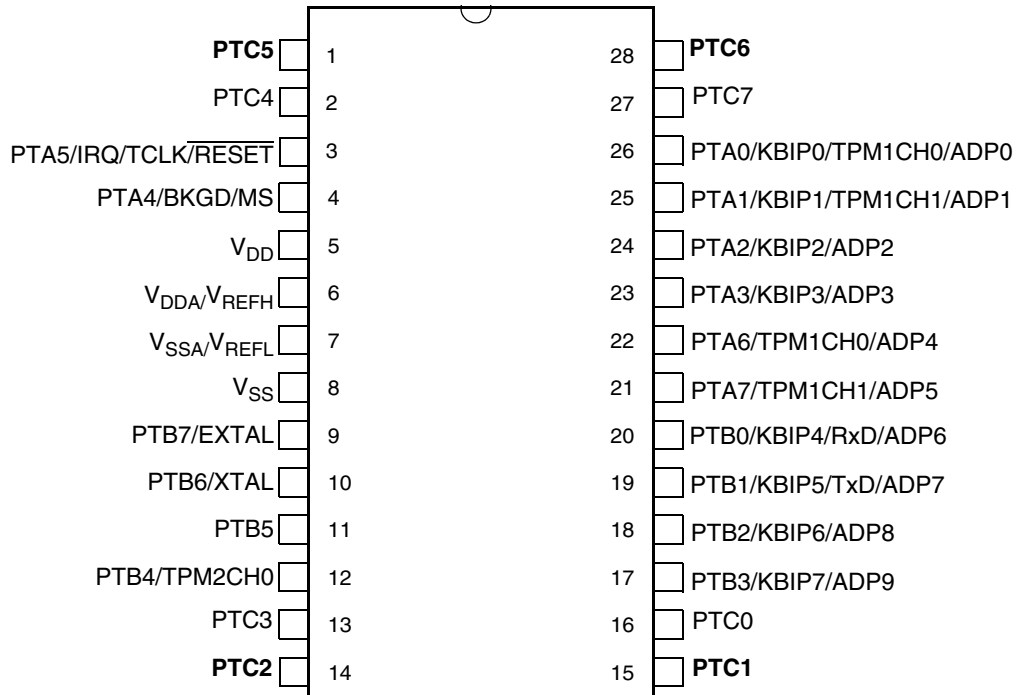 PTC5 1 28 PTC6
PTC4 2 27 PTC7
PTA5/IRQ/TCLK/RESET 3 26 PTA0/KBIP0/TPM1CH0/ADP0
PTA4/BKGD/MS 4 25 PTA1/KBIP1/TPM1CH1/ADP1
VDD 5 24 PTA2/KBIP2/ADP2
VDDA/VREFH 6 23 PTA3/KBIP3/ADP3
VSSA/VREFL 7 22 PTA6/TPM1CH0/ADP4
VSS 8 21 PTA7/TPM1CH1/ADP5
PTB7/EXTAL 9 20 PTB0/KBIP4/RxD/ADP6
PTB6/XTAL 10 19 PTB1/KBIP5/TxD/ADP7
PTB5 11 18 PTB2/KBIP6/ADP8
PTB4/TPM2CH0 12 17 PTB3/KBIP7/ADP9
PTC3 13 16 PTC0
PTC2 14 15 PTC1